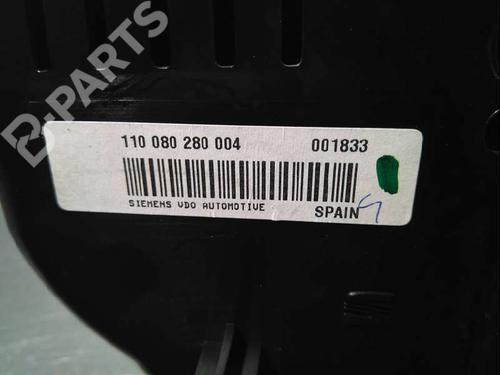 B-PARTS
110 080 280 004 001833
SIEMENS VDO AUTOMOTIVE SPAIN